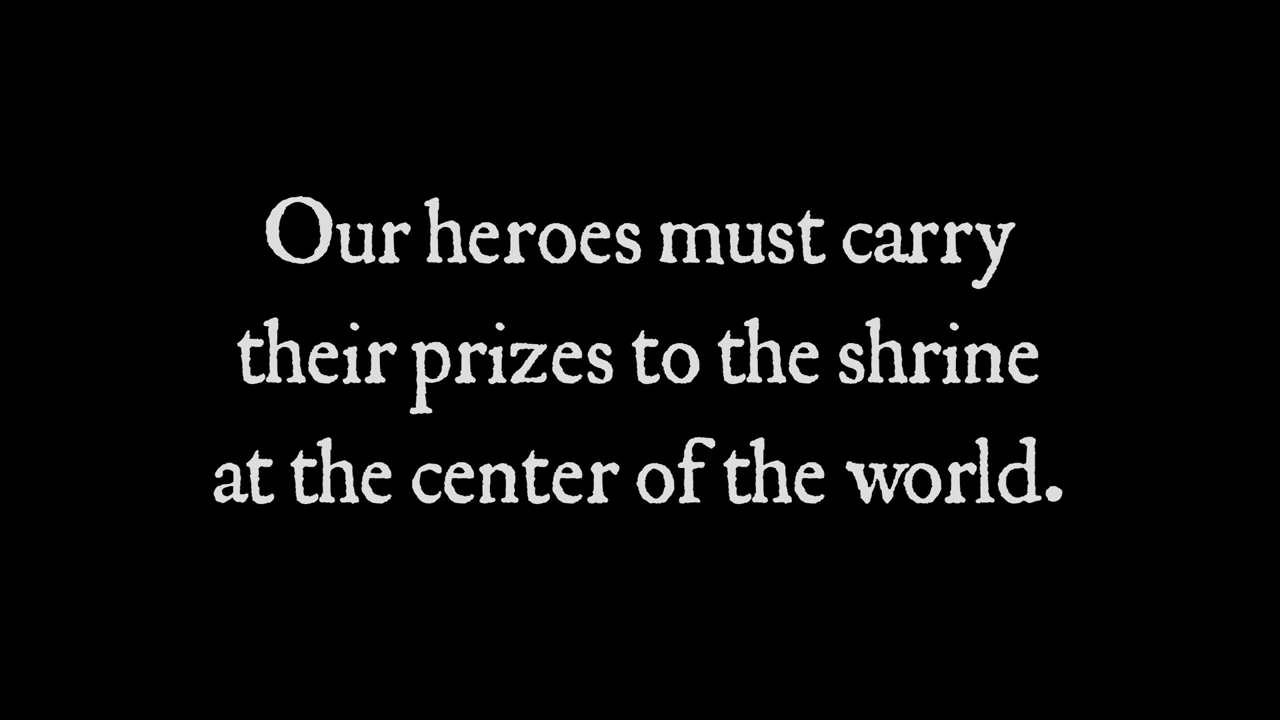 Our heroes must carry
their prizes to the shrine
at the center of the world.